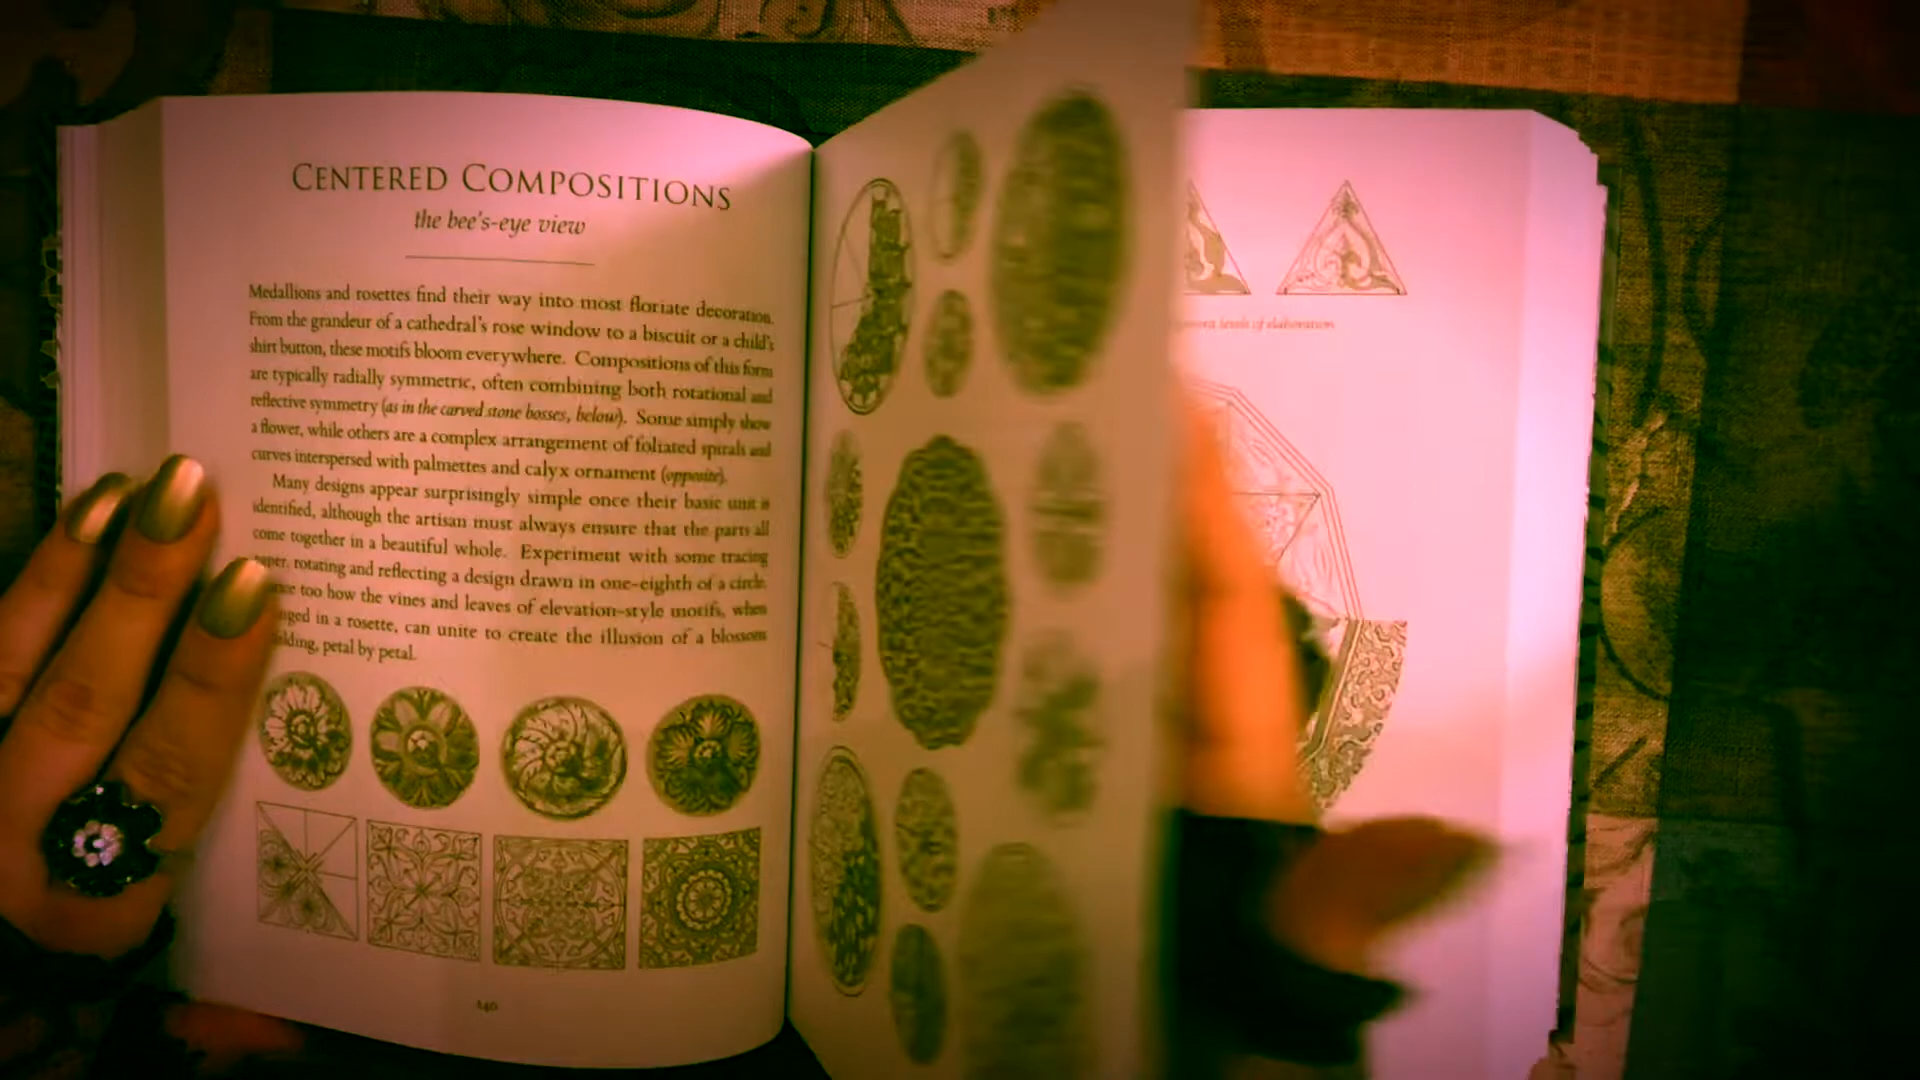 CENTERED COMPOSITIONS
the bee's-eye view
Medallions and rosettes find their way into most floriate decoration.
From the grandeur of a cathedral's rose window to a biscuit or a child's
shirt button, these motifs bloom everywhere. Compositions of this form
are typically radially symmetric, often combining both rotational and
reflective symmetry (as in the carved stone bosses, below). Some simply show
a flower, while others are a complex arrangement of foliated spirals and
curves interspersed with palmettes and calyx ornament (opposite).
Many designs appear surprisingly simple once their basic unit is
identified, although the artisan must always ensure that the parts all
come together in a beautiful whole. Experiment with some tracing
paper, rotating and reflecting a design drawn in one-eighth of a circle.
too how the vines and leaves of elevation-style motifs, when
in a rosette, can unite to create the illusion of a blossom
petal by petal.
140
levels of elaboration